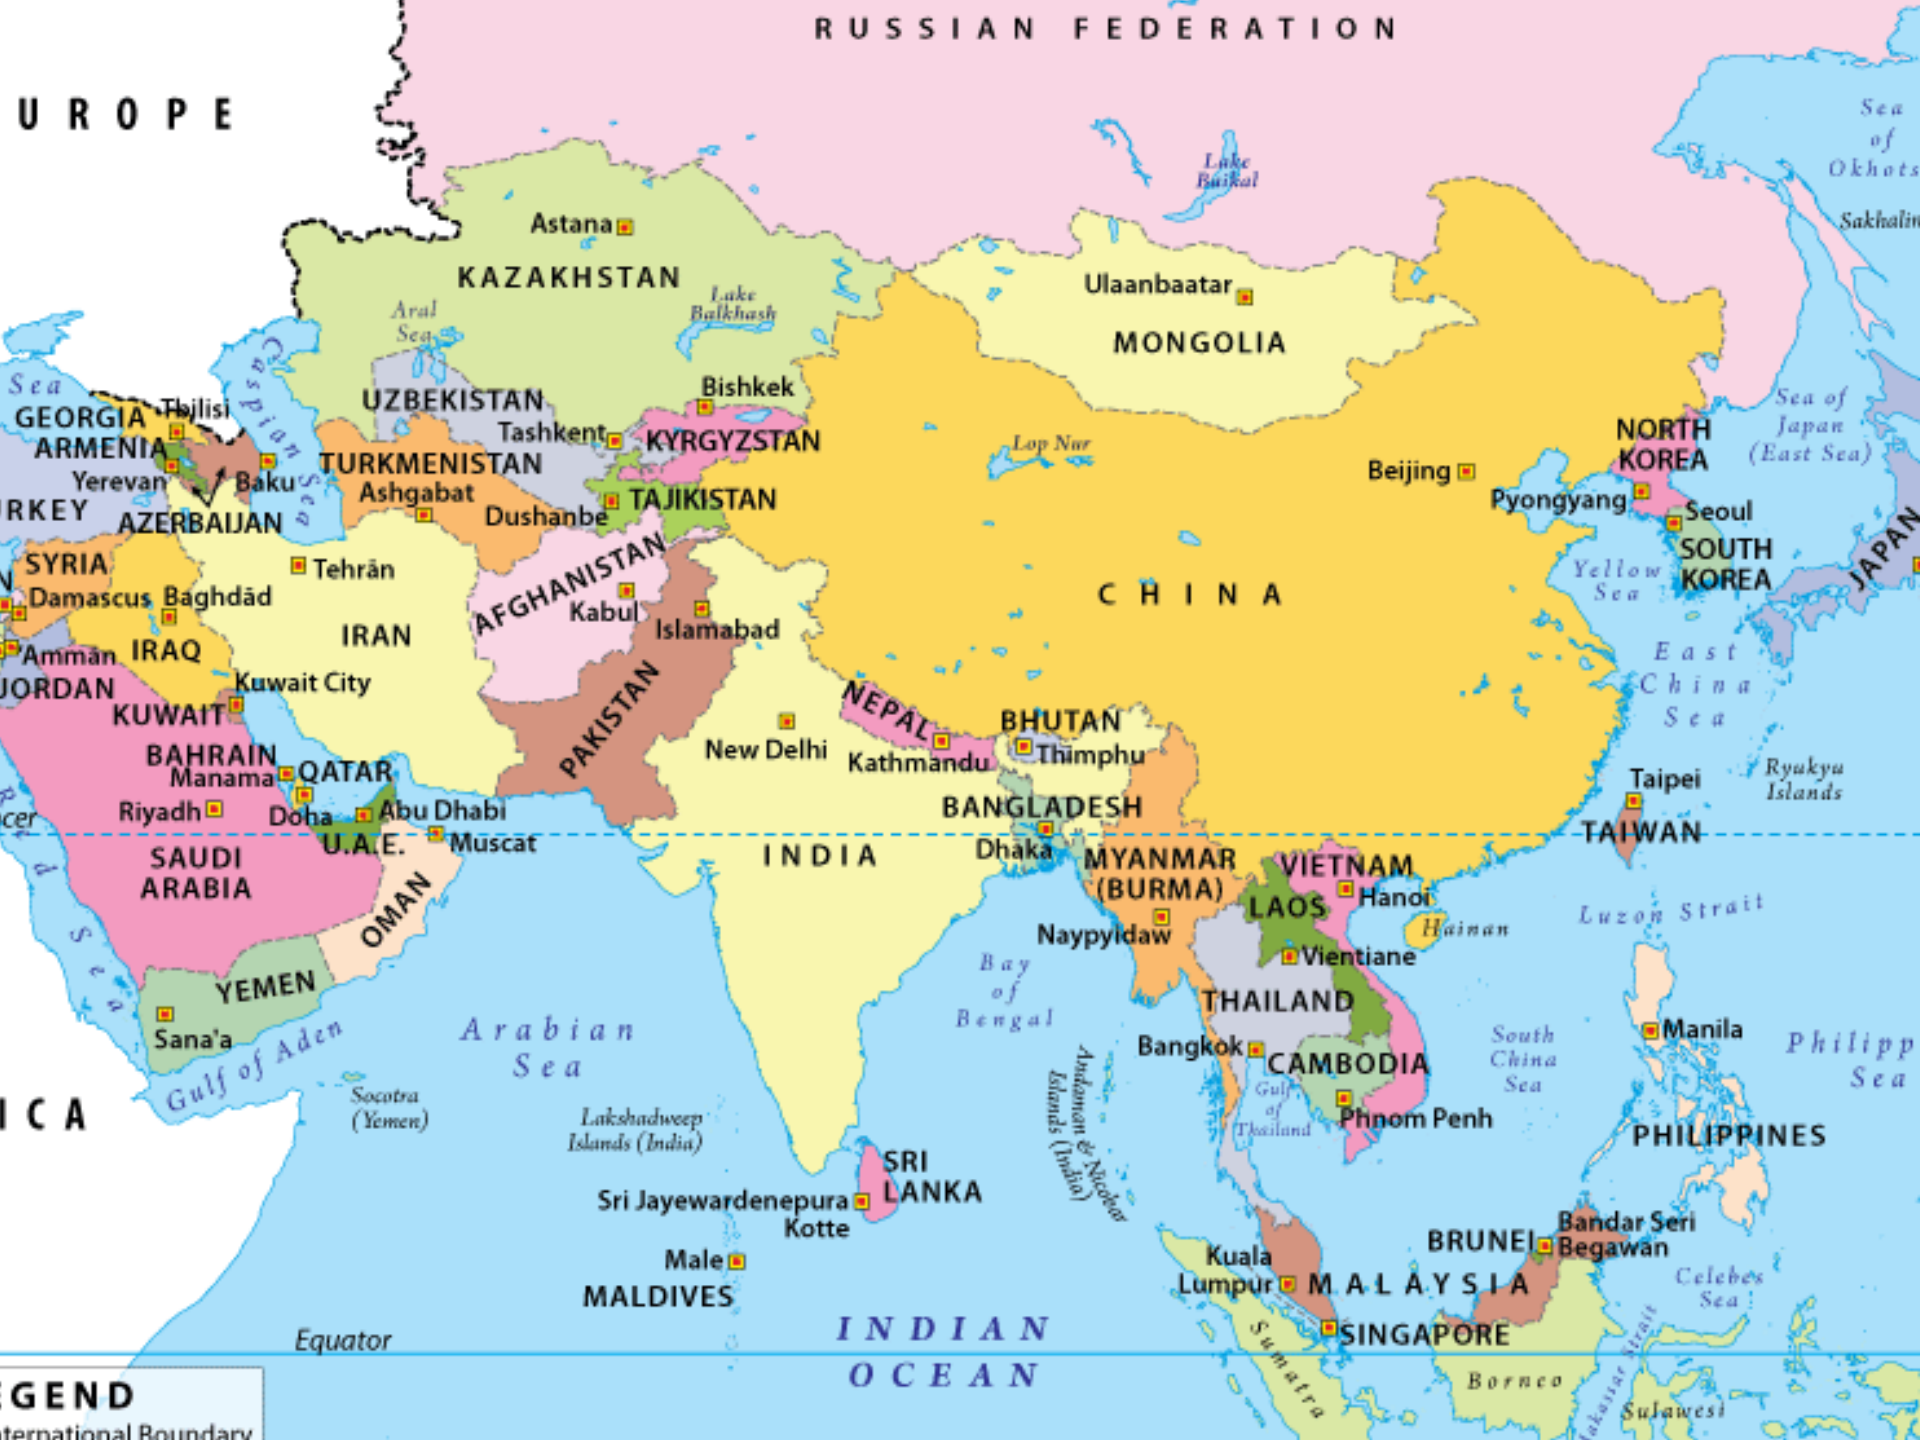 RUSSIAN FEDERATION
UROPE
Sea
of
Okhots
Lake
Baikal
Sakhalin
Astana
KAZAKHSTAN
Ulaanbaatar
MONGOLIA
Aral
Sea
Lake
Balkhash
Caspian Sea
Sea
GEORGIA
Tbilisi
ARMENIA
Yerevan
Baku
AZERBAIJAN
RKEY
UZBEKISTAN
Bishkek
Tashkent
KYRGYZSTAN
TURKMENISTAN
Ashgabat
Dushanbe
TAJIKISTAN
Lop Nur
Beijing
NORTH
KOREA
Pyongyang
Seoul
SOUTH
KOREA
Sea of
Japan
(East Sea)
JAPAN
Yellow
Sea
SYRIA
N
Damascus
Baghdād
Tehrān
AFGHANISTAN
Kabul
Islamabad
CHINA
IRAN
IRAQ
'Ammān
JORDAN
Kuwait City
KUWAIT
PAKISTAN
East
China
Sea
NEPAL
Kathmandu
New Delhi
BHUTAN
Thimphu
BAHRAIN
Manama
QATAR
Riyadh
Doha
Abu Dhabi
U.A.E.
Muscat
BANGLADESH
Dhaka
Taipei
TAIWAN
Ryukyu
Islands
cer
Red Sea
SAUDI
ARABIA
OMAN
INDIA
MYANMAR
(BURMA)
Naypyidaw
VIETNAM
Hanoi
LAOS
Vientiane
Hainan
Luzon Strait
YEMEN
Sana'a
Gulf of Aden
Arabian
Sea
Bay
of
Bengal
THAILAND
Bangkok
CAMBODIA
Phnom Penh
Gulf
of
Thailand
South
China
Sea
Manila
Philipp
Sea
PHILIPPINES
ICA
Socotra
(Yemen)
Lakshadweep
Islands (India)
Andaman & Nicobar
Islands (India)
SRI
LANKA
Sri Jayewardenepura
Kotte
Male
MALDIVES
BRUNEI
Bandar Seri
Begawan
Kuala
Lumpur
MALAYSIA
SINGAPORE
Celebes
Sea
INDIAN
OCEAN
Equator
Sumatra
Borneo
Makassar Strait
Sulawesi
EGEND
nternational Boundary